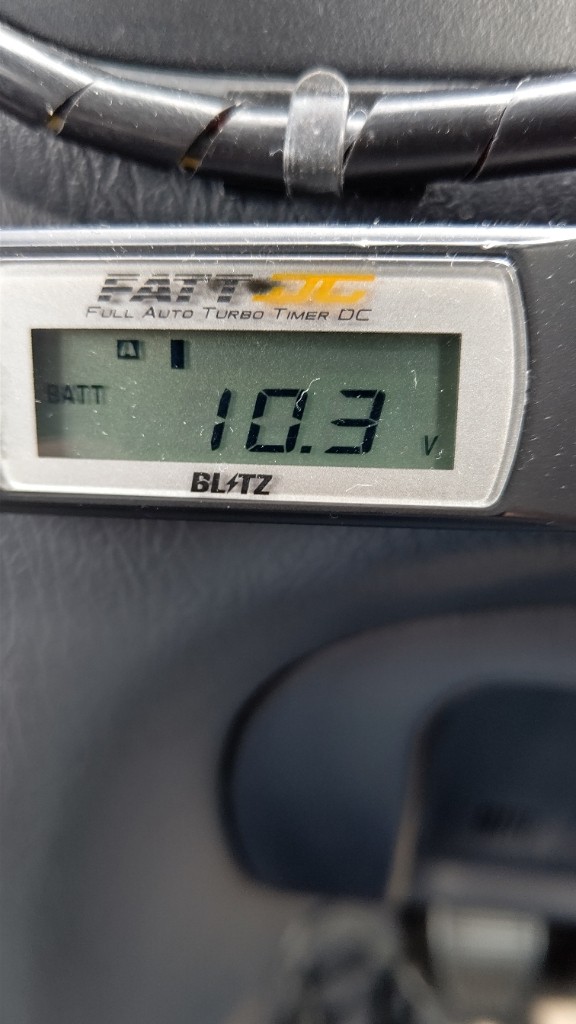 FATT DC
FULL AUTO TURBO TIMER DC
A
BATT 10.3 V
BLITZ